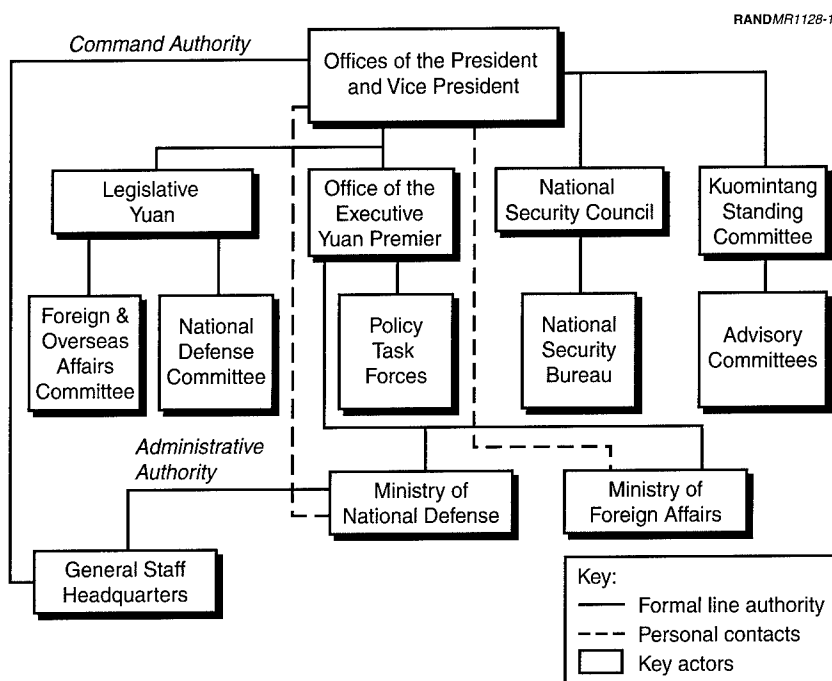 RANDMR1128-1
Command Authority
Offices of the President
and Vice President
Legislative
Yuan
Office of the
Executive
Yuan Premier
National
Security Council
Kuomintang
Standing
Committee
Foreign &
Overseas
Affairs
Committee
National
Defense
Committee
Policy
Task
Forces
National
Security
Bureau
Advisory
Committees
Administrative
Authority
Ministry of
National Defense
Ministry of
Foreign Affairs
General Staff
Headquarters
Key:
Formal line authority
Personal contacts
Key actors